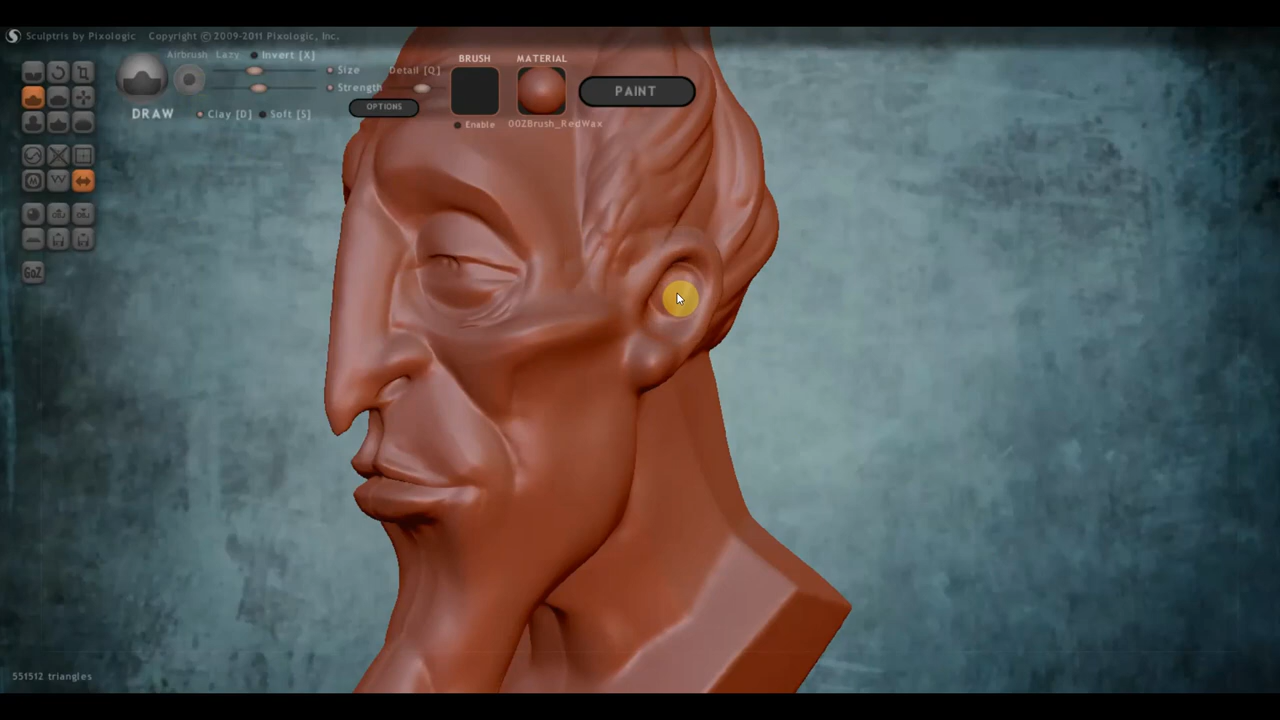 Sculptris by Pixologic Copyright © 2009-2011 Pixologic, Inc.
Airbrush Lazy Invert [X]
BRUSH MATERIAL
Size Detail [Q]
Strength
PAINT
OPTIONS
DRAW Clay [D] Soft [S]
Enable 00ZBrush_RedWax
GoZ
551512 triangles